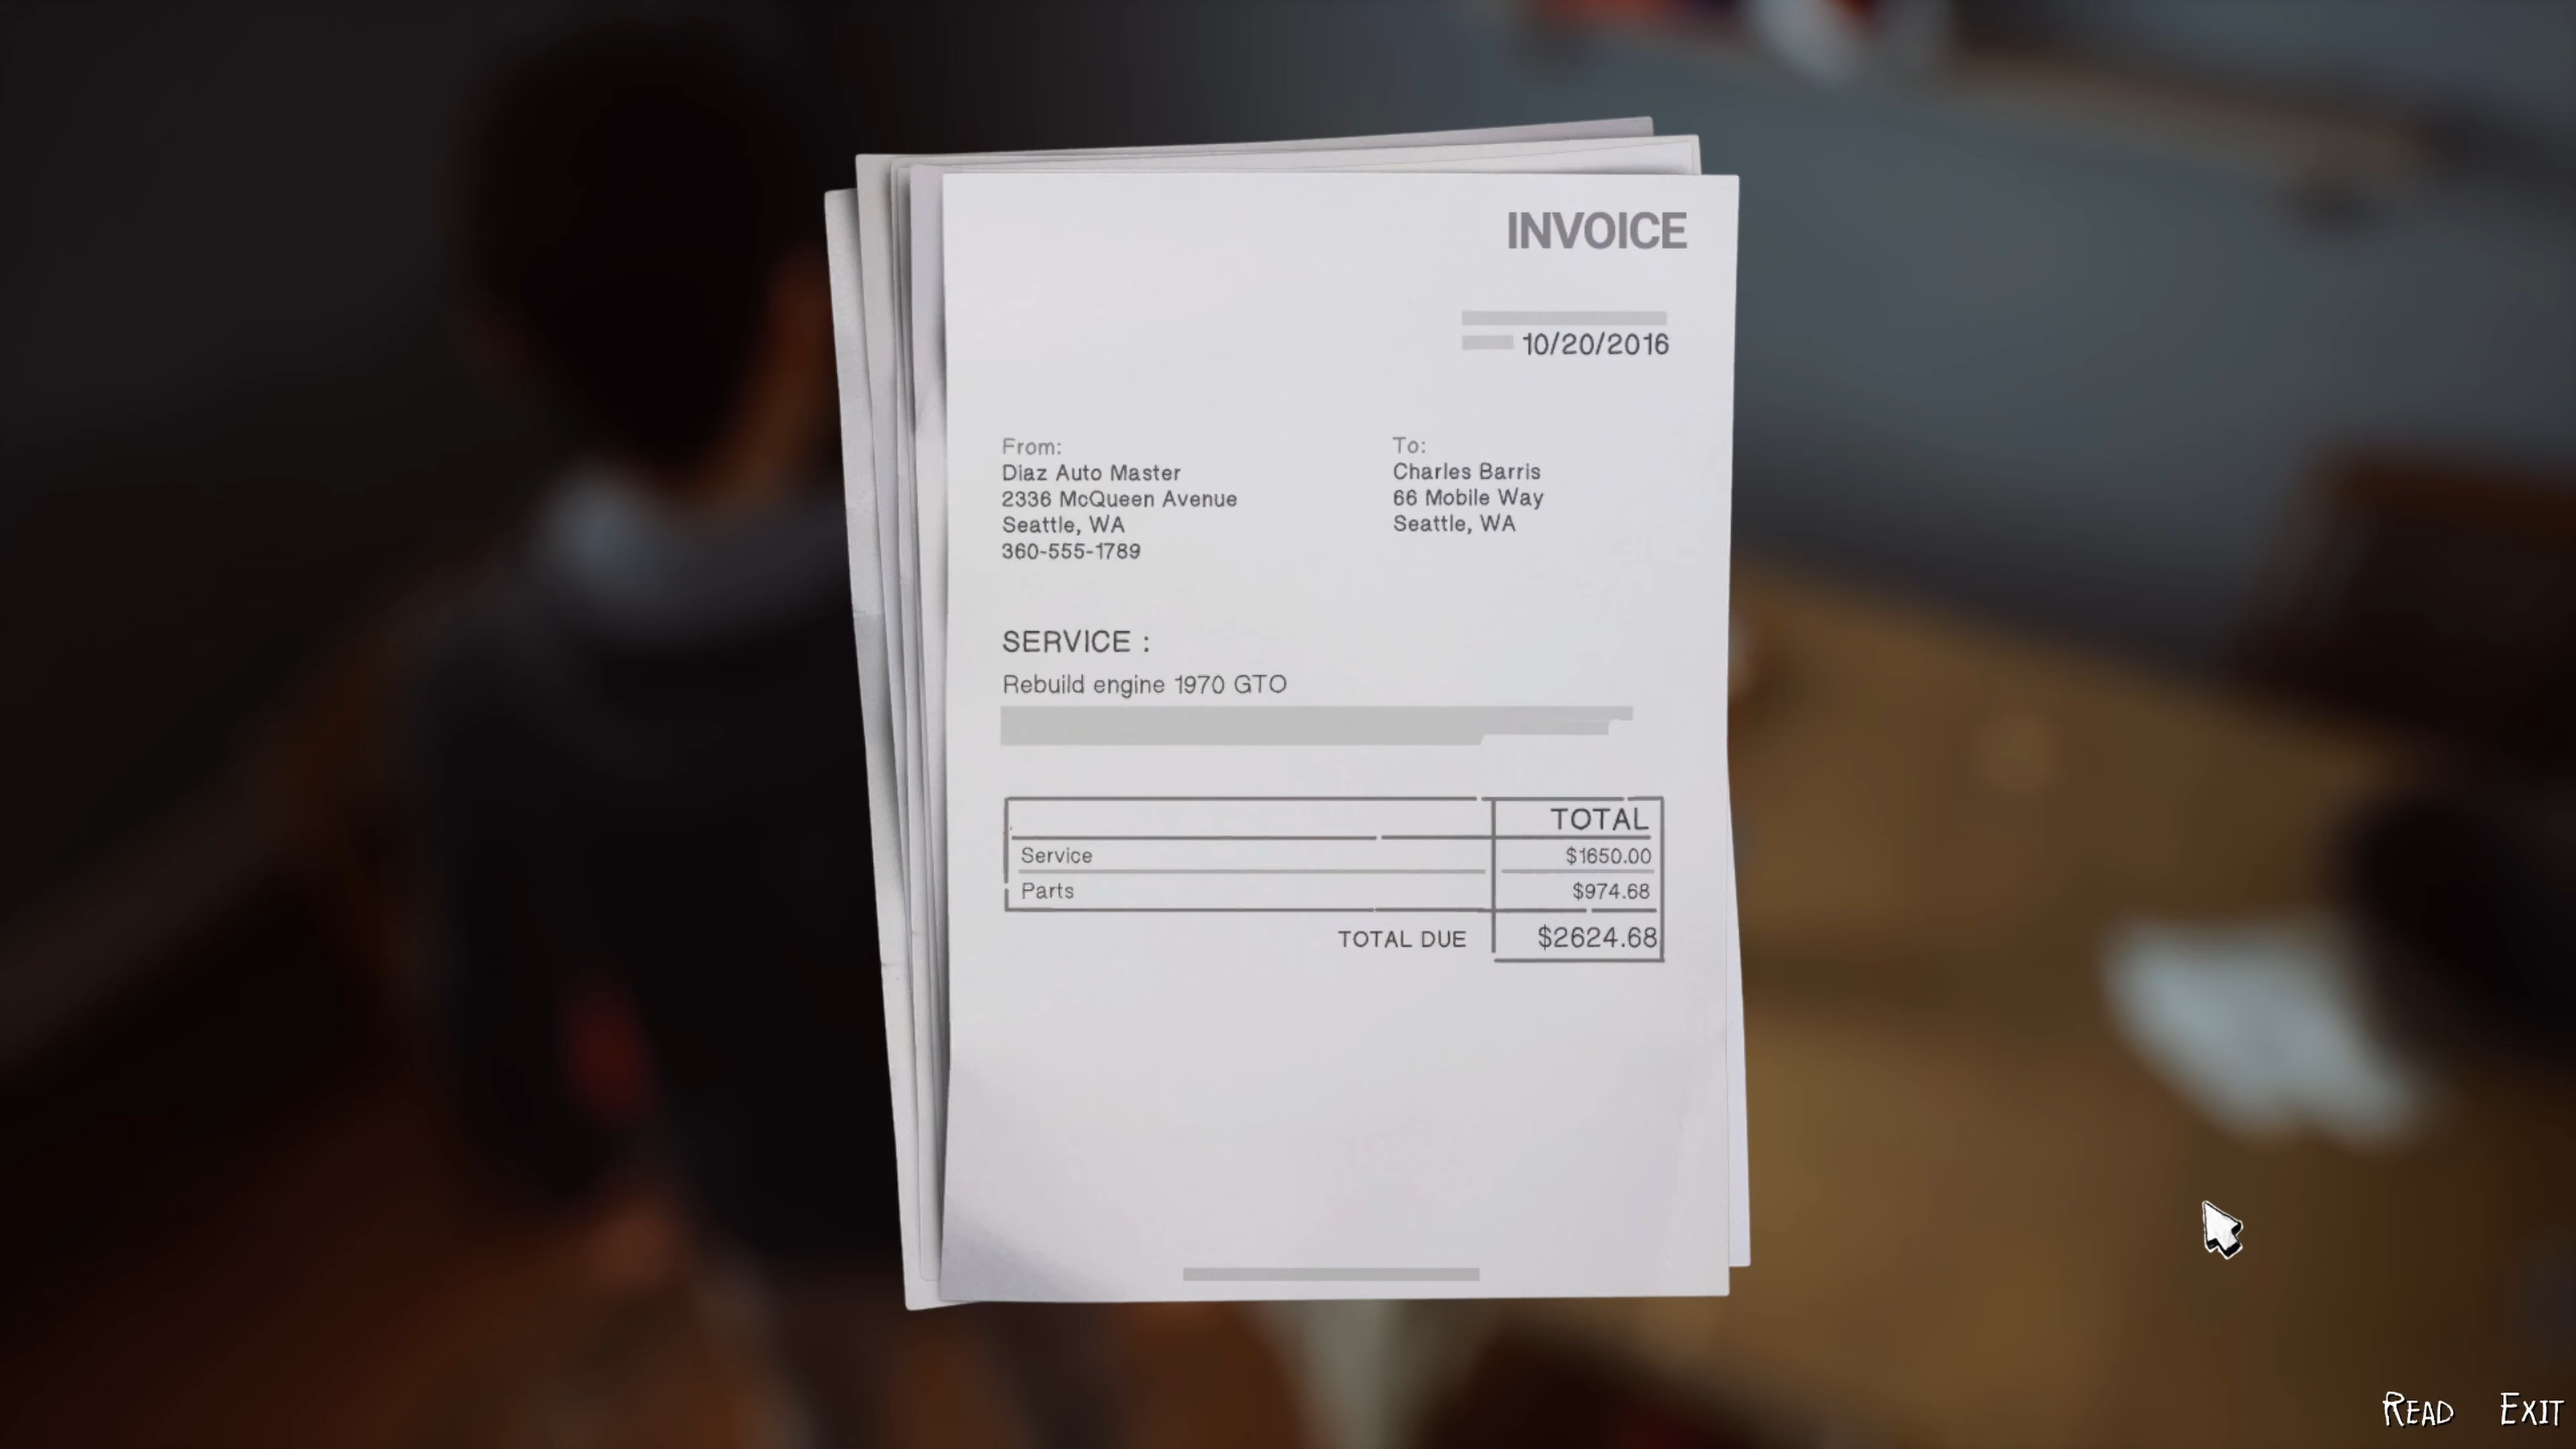 INVOICE
10/20/2016
From:
Diaz Auto Master
2336 McQueen Avenue
Seattle, WA
360-555-1789
To:
Charles Barris
66 Mobile Way
Seattle, WA
SERVICE :
Rebuild engine 1970 GTO
TOTAL
Service $1650.00
Parts $974.68
TOTAL DUE $2624.68
READ EXIT